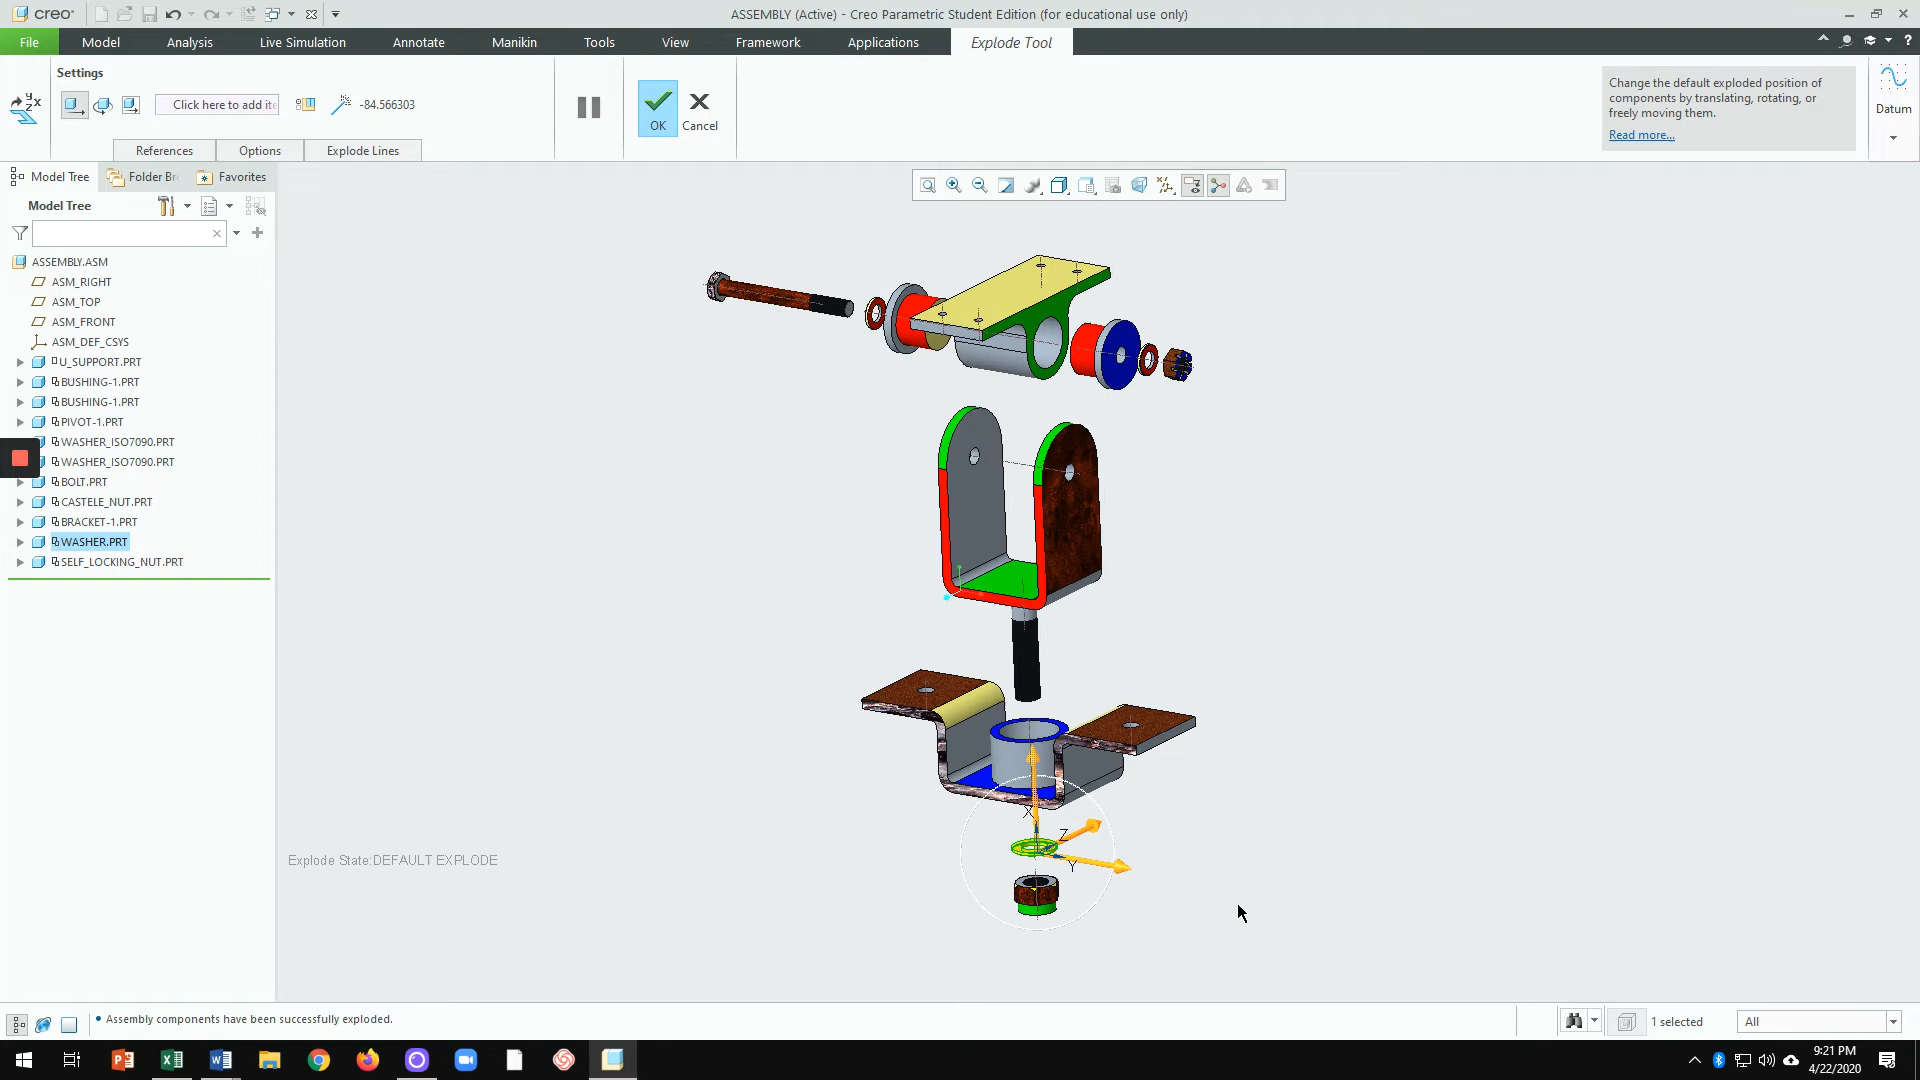 creo
ASSEMBLY (Active) - Creo Parametric Student Edition (for educational use only)
File
Model
Analysis
Live Simulation
Annotate
Manikin
Tools
View
Framework
Applications
Explode Tool
Settings
Click here to add ite
-84.566303
OK
Cancel
References
Options
Explode Lines
Change the default exploded position of
components by translating, rotating, or
freely moving them.
Read more...
Datum
Model Tree
Folder Br
Favorites
Model Tree
ASSEMBLY.ASM
ASM_RIGHT
ASM_TOP
ASM_FRONT
ASM_DEF_CSYS
U_SUPPORT.PRT
BUSHING-1.PRT
BUSHING-1.PRT
PIVOT-1.PRT
WASHER_ISO7090.PRT
WASHER_ISO7090.PRT
BOLT.PRT
CASTELE_NUT.PRT
BRACKET-1.PRT
WASHER.PRT
SELF_LOCKING_NUT.PRT
X
Z
Y
Explode State:DEFAULT EXPLODE
Assembly components have been successfully exploded.
1 selected
All
9:21 PM
4/22/2020